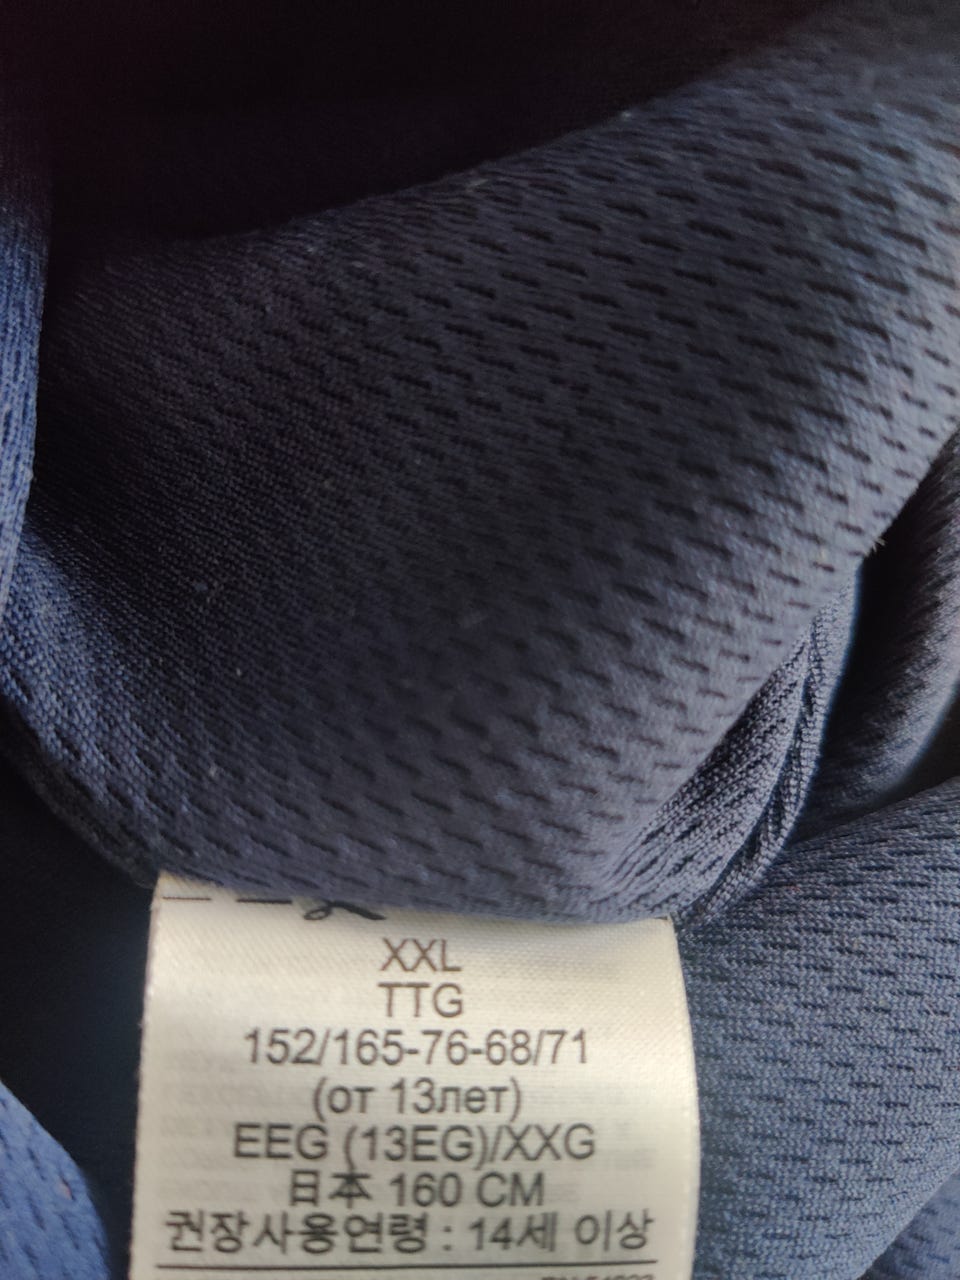 XXL
TTG
152/165-76-68/71
(от 13лет)
EEG (13EG)/XXG
日本 160 CM
권장사용연령 : 14세 이상